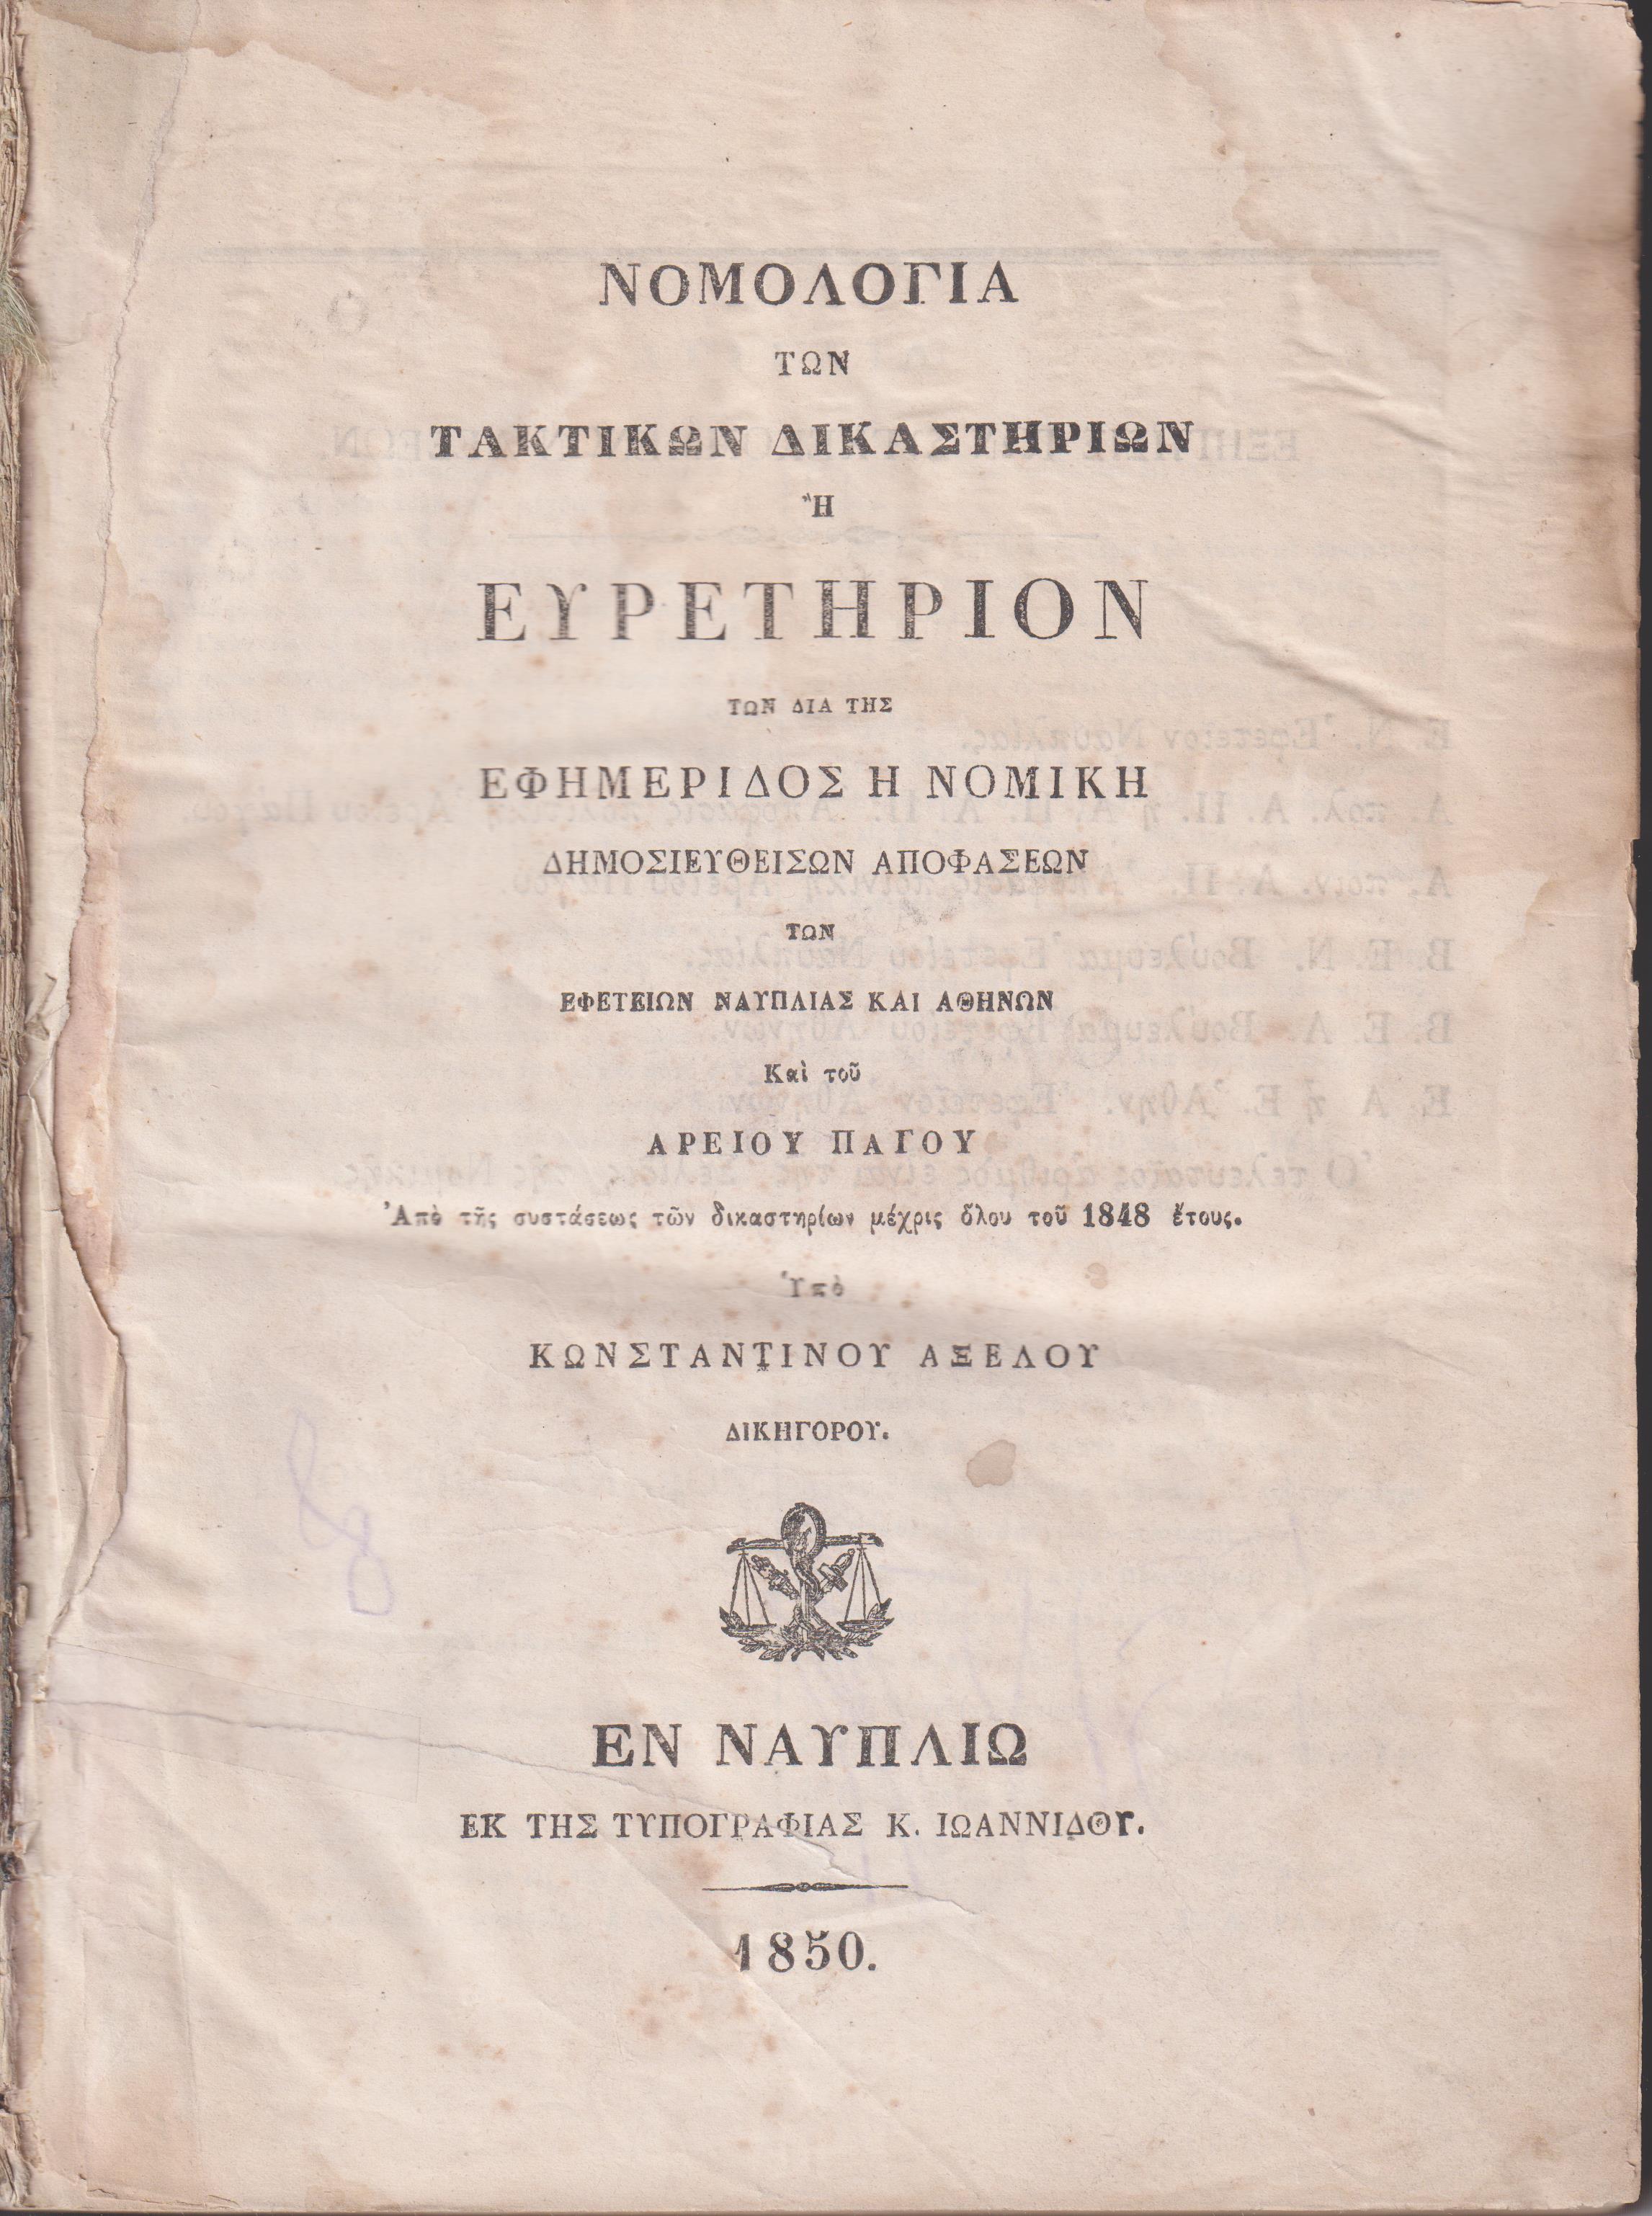 ΝΟΜΟΛΟΓΙΑ
ΤΩΝ
ΤΑΚΤΙΚΩΝ ΔΙΚΑΣΤΗΡΙΩΝ
Ἢ
ΕΥΡΕΤΗΡΙΟΝ
ΤΩΝ ΔΙΑ ΤΗΣ
ΕΦΗΜΕΡΙΔΟΣ Η ΝΟΜΙΚΗ
ΔΗΜΟΣΙΕΥΘΕΙΣΩΝ ΑΠΟΦΑΣΕΩΝ
ΤΩΝ
ΕΦΕΤΕΙΩΝ ΝΑΥΠΛΙΑΣ ΚΑΙ ΑΘΗΝΩΝ
Καὶ τοῦ
ΑΡΕΙΟΥ ΠΑΓΟΥ
Ἀπὸ τῆς συστάσεως τῶν δικαστηρίων μέχρις ὅλου τοῦ 1848 ἔτους.
Ὑπὸ
ΚΩΝΣΤΑΝΤΙΝΟΥ ΑΞΕΛΟΥ
ΔΙΚΗΓΟΡΟΥ.
ΕΝ ΝΑΥΠΛΙΩ
ΕΚ ΤΗΣ ΤΥΠΟΓΡΑΦΙΑΣ Κ. ΙΩΑΝΝΙΔΟΥ.
1850.